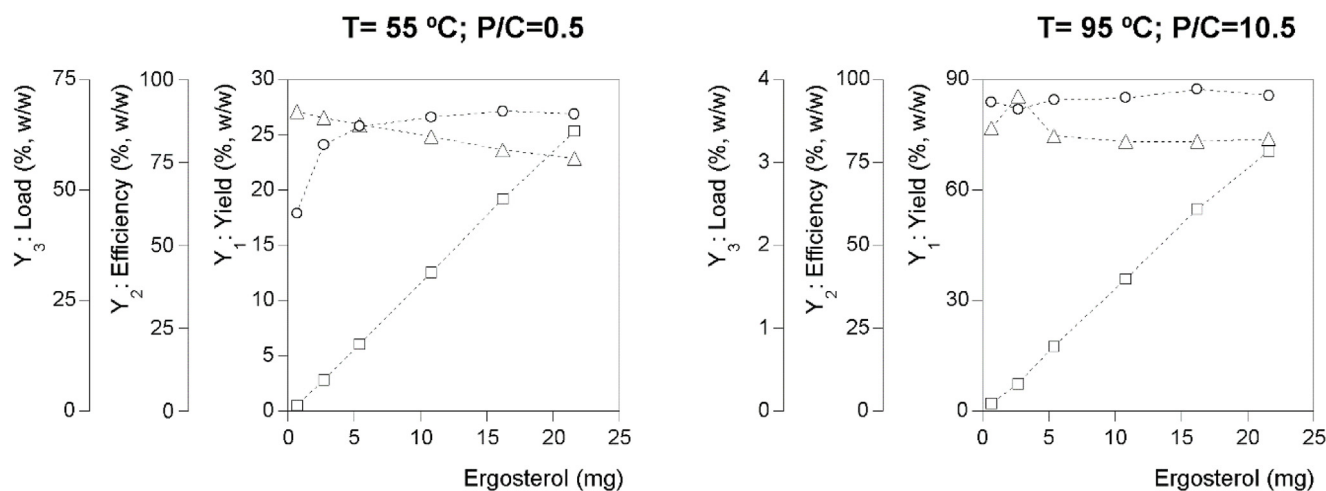 T= 55 ºC; P/C=0.5
Y3: Load (%, w/w)
75
50
25
0
Y2: Efficiency (%, w/w)
100
75
50
25
0
Y1: Yield (%, w/w)
30
25
20
15
10
5
0
0 5 10 15 20 25
Ergosterol (mg)
T= 95 ºC; P/C=10.5
Y3: Load (%, w/w)
4
3
2
1
0
Y2: Efficiency (%, w/w)
100
75
50
25
0
Y1: Yield (%, w/w)
90
60
30
0
0 5 10 15 20 25
Ergosterol (mg)